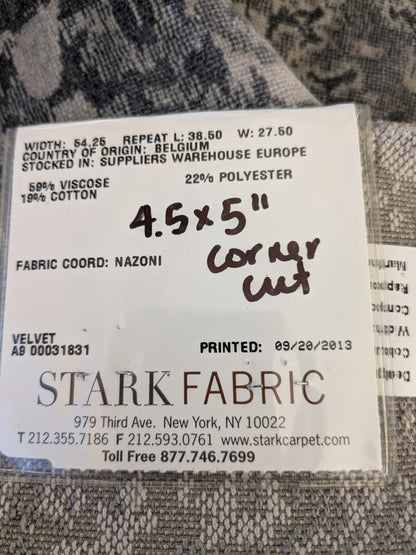 WIDTH: 54.25 REPEAT L: 38.50 W: 27.50
COUNTRY OF ORIGIN: BELGIUM
STOCKED IN: SUPPLIERS WAREHOUSE EUROPE
59% VISCOSE 22% POLYESTER
19% COTTON
4.5x5"
corner
cut
FABRIC COORD: NAZONI
VELVET
A9 00031831 PRINTED: 09/20/2013
STARK FABRIC
979 Third Ave. New York, NY 10022
T 212.355.7186 F 212.593.0761 www.starkcarpet.com
Toll Free 877.746.7699